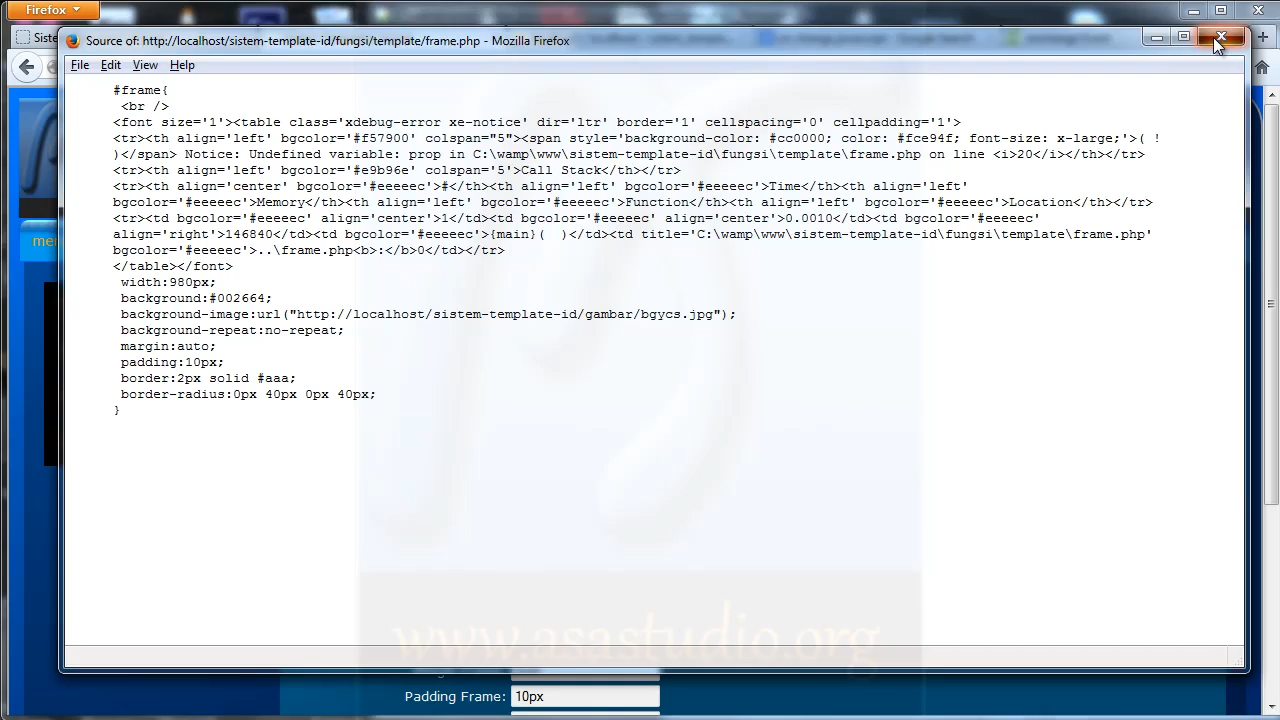 Firefox
Siste
Source of: http://localhost/sistem-template-id/fungsi/template/frame.php - Mozilla Firefox
File Edit View Help
#frame{
<br />
<font size='1'><table class='xdebug-error xe-notice' dir='ltr' border='1' cellspacing='0' cellpadding='1'>
<tr><th align='left' bgcolor='#f57900' colspan="5"><span style='background-color: #cc0000; color: #fce94f; font-size: x-large;'>( !
)</span> Notice: Undefined variable: prop in C:\wamp\www\sistem-template-id\fungsi\template\frame.php on line <i>20</i></th></tr>
<tr><th align='left' bgcolor='#e9b96e' colspan='5'>Call Stack</th></tr>
<tr><th align='center' bgcolor='#eeeeec'>#</th><th align='left' bgcolor='#eeeeec'>Time</th><th align='left'
bgcolor='#eeeeec'>Memory</th><th align='left' bgcolor='#eeeeec'>Function</th><th align='left' bgcolor='#eeeeec'>Location</th></tr>
<tr><td bgcolor='#eeeeec' align='center'>1</td><td bgcolor='#eeeeec' align='center'>0.0010</td><td bgcolor='#eeeeec'
align='right'>146840</td><td bgcolor='#eeeeec'>{main}(  )</td><td title='C:\wamp\www\sistem-template-id\fungsi\template\frame.php'
bgcolor='#eeeeec'>..\frame.php<b>:</b>0</td></tr>
</table></font>
width:980px;
background:#002664;
background-image:url("http://localhost/sistem-template-id/gambar/bgycs.jpg");
background-repeat:no-repeat;
margin:auto;
padding:10px;
border:2px solid #aaa;
border-radius:0px 40px 0px 40px;
}
men
www.asastudio.org
Padding Frame: 10px